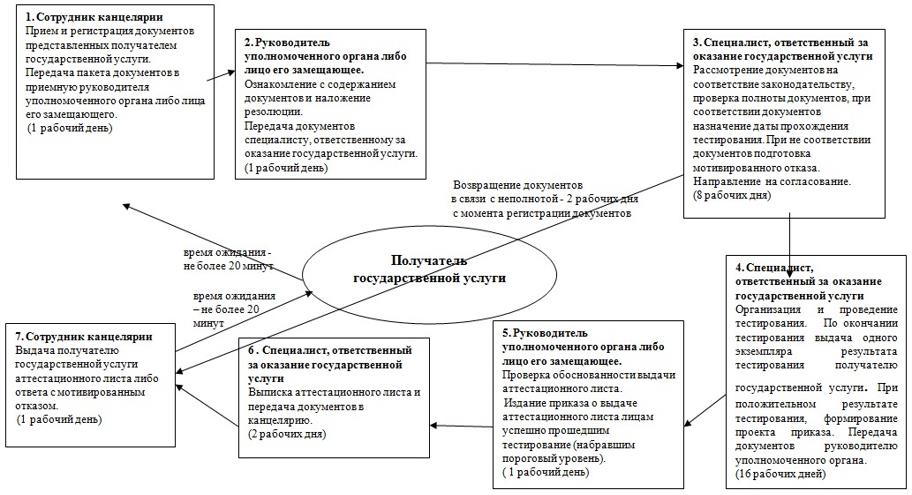 1. Сотрудник канцелярии
Прием и регистрация документов
представленных получателем
государственной услуги.
Передача пакета документов в
приемную руководителя
уполномоченного органа либо лица
его замещающего.
(1 рабочий день)
2. Руководитель
уполномоченного органа либо
лицо его замещающее.
Ознакомление с содержанием
документов и наложение
резолюции.
Передача документов
специалисту, ответственному за
оказание государственной услуги.
(1 рабочий день)
3. Специалист, ответственный за
оказание государственной услуги
Рассмотрение документов на
соответствие законодательству,
проверка полноты документов, при
соответствии документов
назначение даты прохождения
тестирования. При не соответствии
документов подготовка
мотивированного отказа.
Направление на согласование.
(8 рабочих дней)
Возвращение документов
в связи с неполнотой - 2 рабочих дня
с момента регистрации документов
время ожидания -
не более 20 минут
Получатель
государственной услуги
время ожидания
– не более 20
минут
4. Специалист,
ответственный за оказание
государственной услуги
Организация и проведение
тестирования. По окончании
тестирования выдача одного
экземпляра результата
тестирования получателю
государственной услуги. При
положительном результате
тестирования, формирование
проекта приказа. Передача
документов руководителю
уполномоченного органа.
(16 рабочих дней)
5. Руководитель
уполномоченного органа либо
лицо его замещающее.
Проверка обоснованности выдачи
аттестационного листа.
Издание приказа о выдаче
аттестационного листа лицам
успешно прошедшим
тестирование (набравшим
пороговый уровень).
( 1 рабочий день)
6 . Специалист, ответственный
за оказание государственной
услуги
Выписка аттестационного листа и
передача документов в
канцелярию.
(2 рабочих дня)
7. Сотрудник канцелярии
Выдача получателю
государственной услуги
аттестационного листа либо
ответа с мотивированным
отказом.
(1 рабочий день)